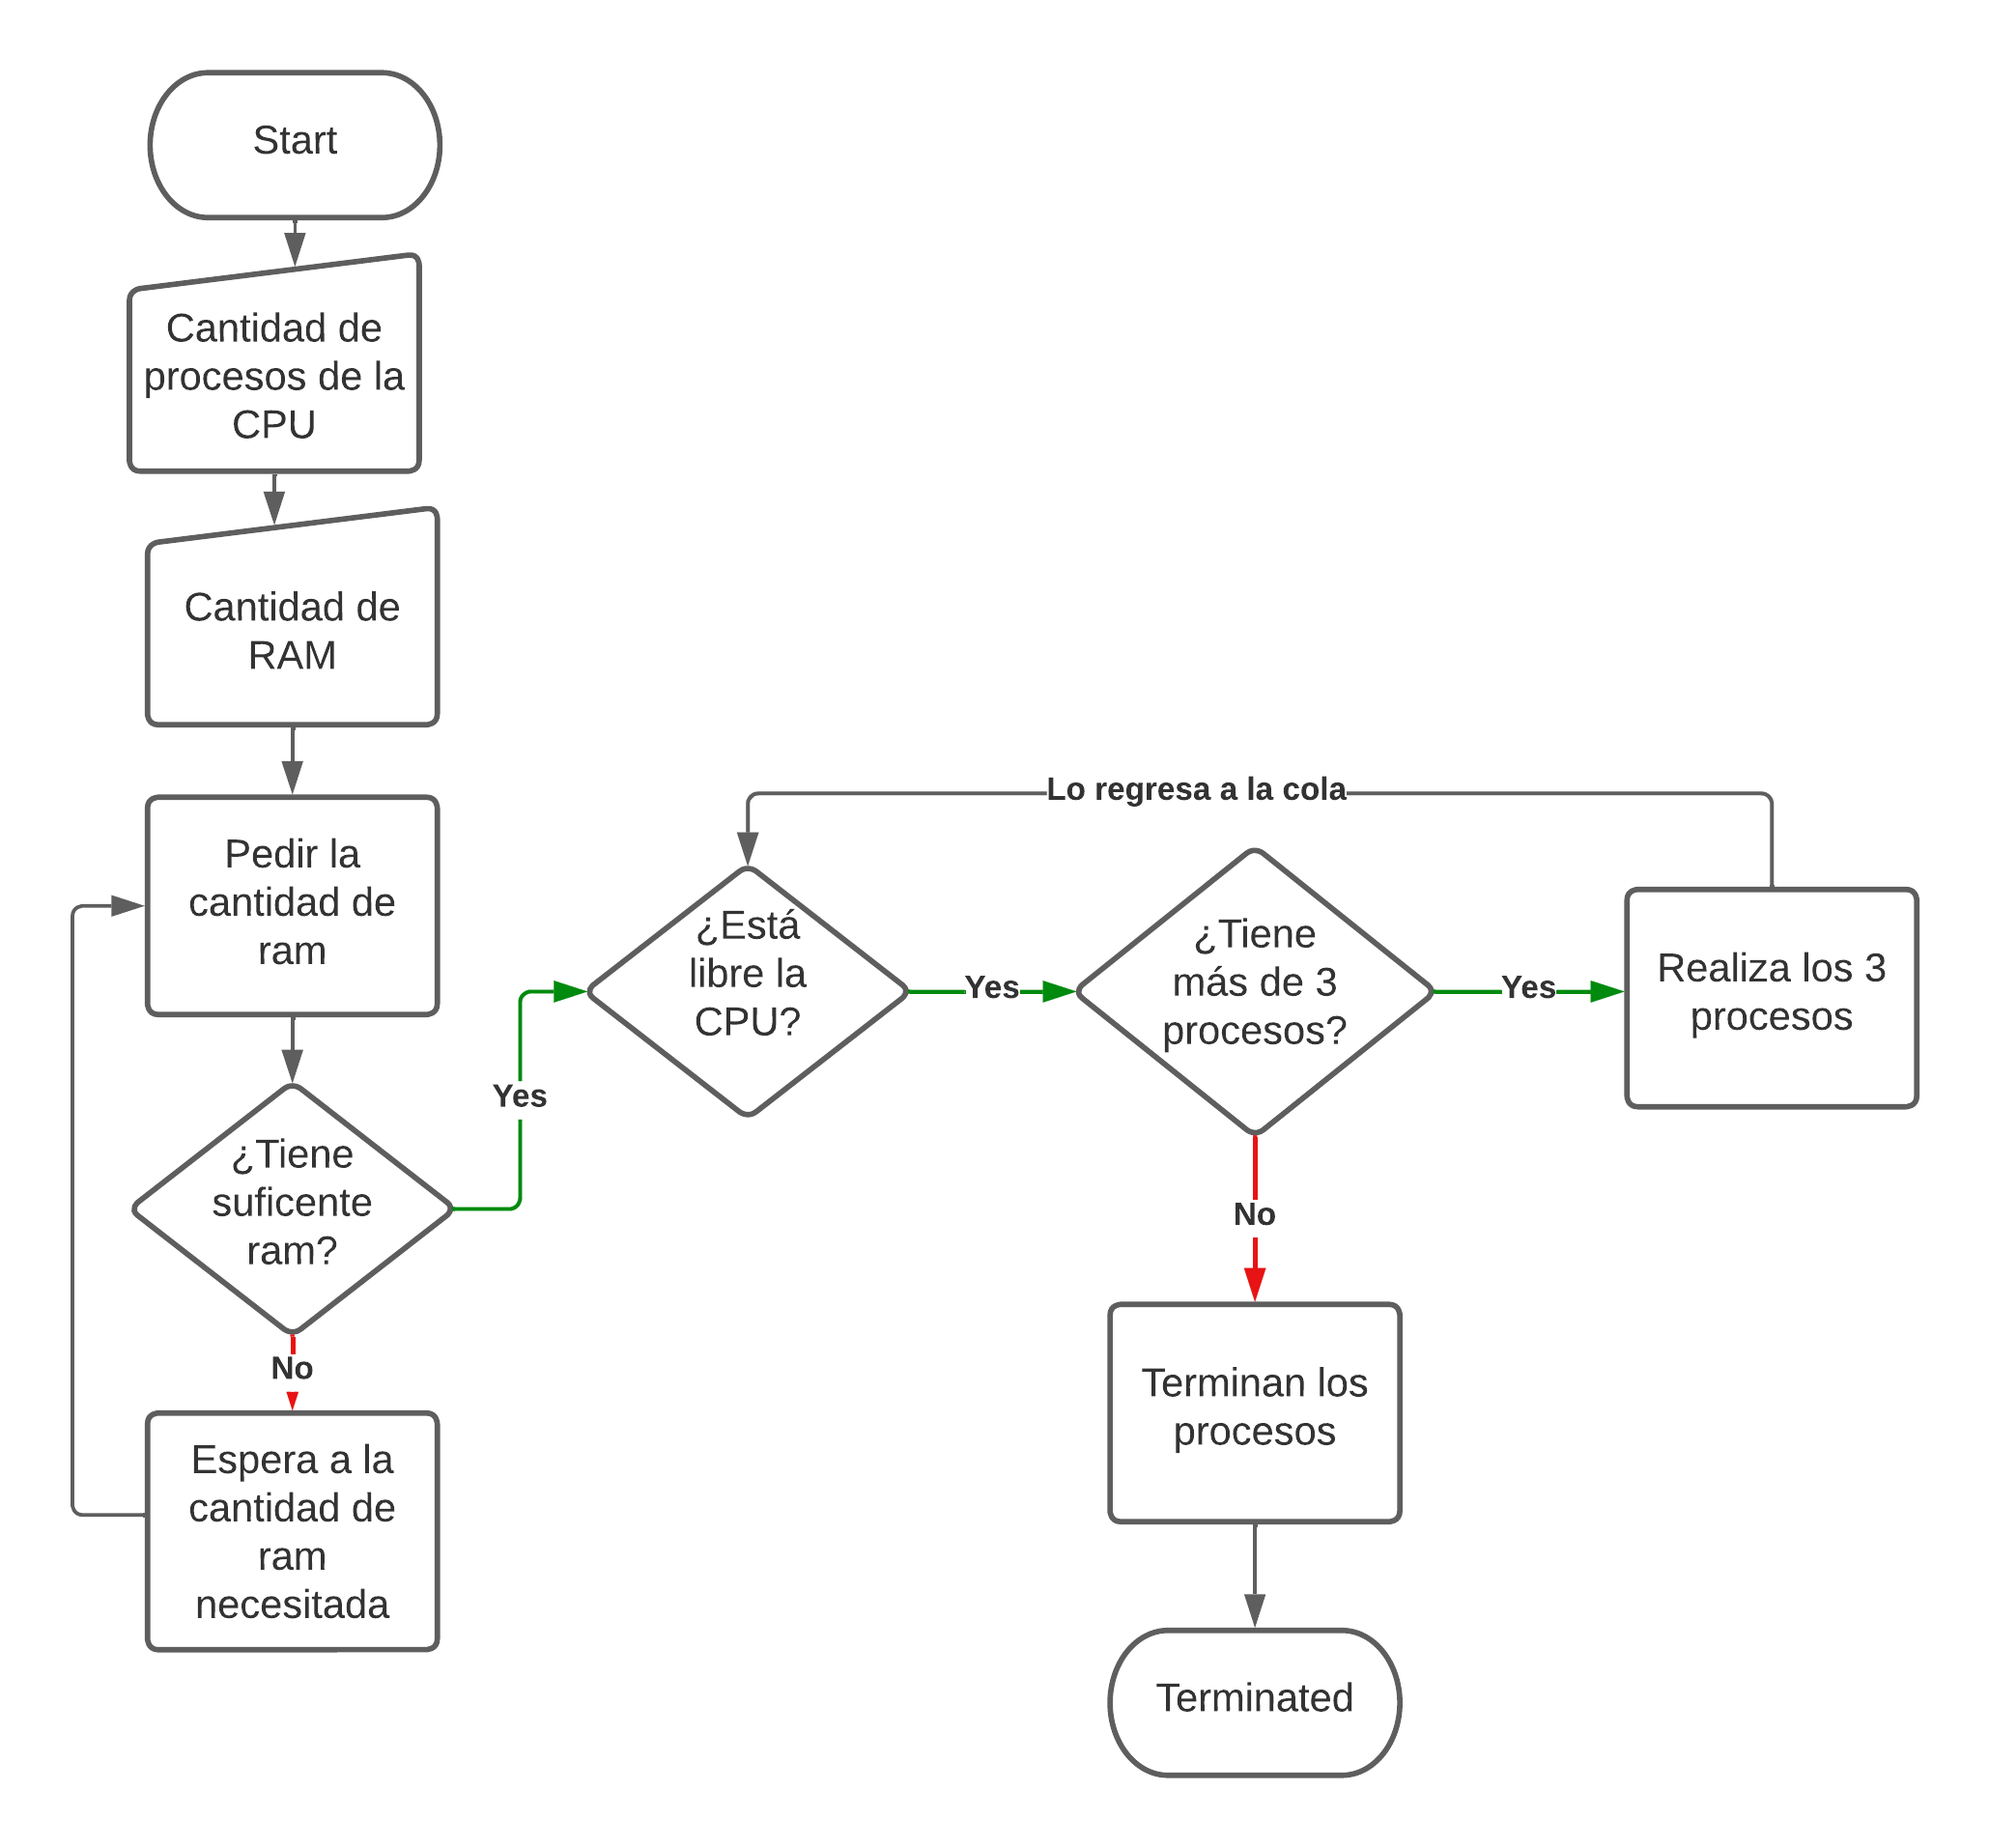 Start
Cantidad de
procesos de la
CPU
Cantidad de
RAM
Pedir la
cantidad de
ram
¿Tiene
suficente
ram?
No
Espera a la
cantidad de
ram
necesitada
Yes
¿Está
libre la
CPU?
Yes
¿Tiene
más de 3
procesos?
Yes
Realiza los 3
procesos
Lo regresa a la cola
No
Terminan los
procesos
Terminated